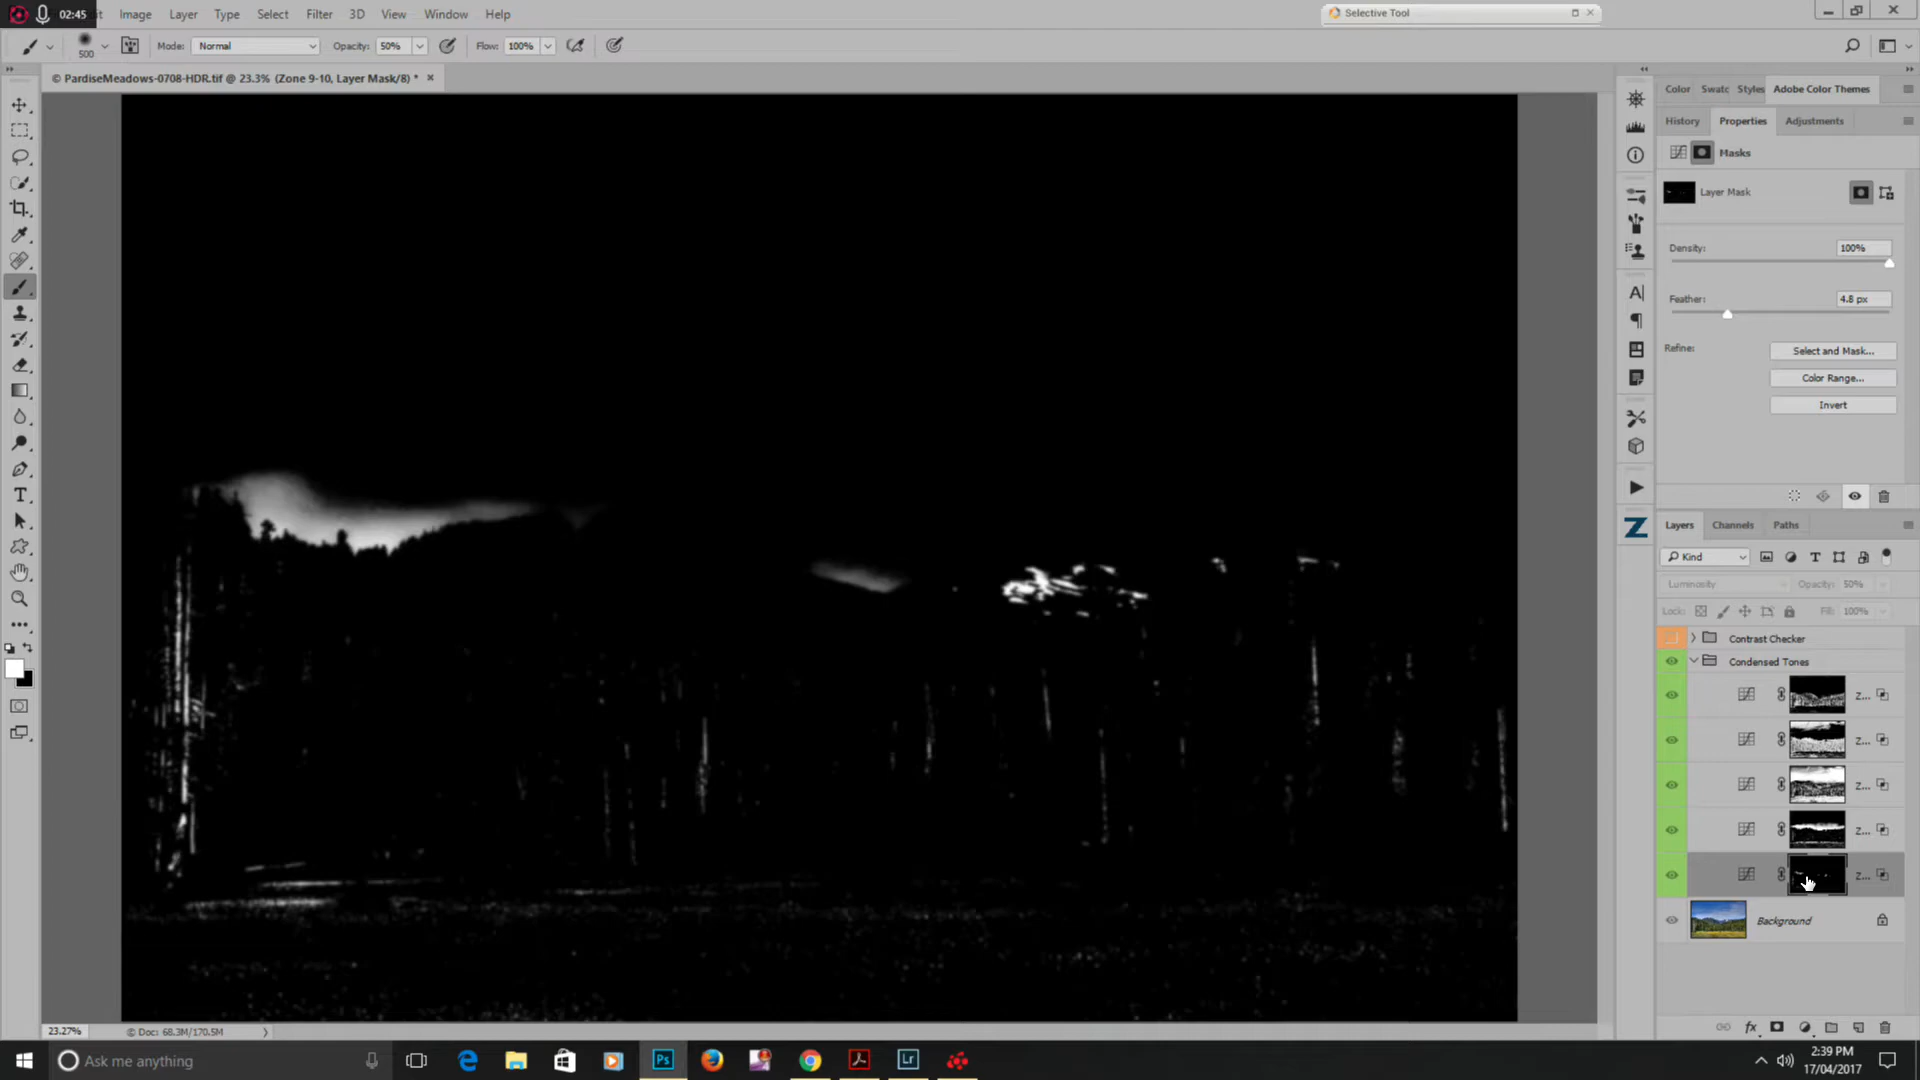 02:45
Image Layer Type Select Filter 3D View Window Help
Selective Tool
500
Mode: Normal Opacity: 50% Flow: 100%
© PardiseMeadows-0708-HDR.tif @ 23.3% (Zone 9-10, Layer Mask/8) *
Color Swatc Styles Adobe Color Themes
History Properties Adjustments
Masks
Layer Mask
Density: 100%
Feather: 4.8 px
Refine: Select and Mask...
Color Range...
Invert
Layers Channels Paths
Kind
Luminosity Opacity: 50%
Lock: Fill: 100%
Contrast Checker
Condensed Tones
Z...
Z...
Z...
Z...
Z...
Background
23.27% © Doc: 68.3M/170.5M
Ask me anything
Ps
Lr
2:39 PM
17/04/2017